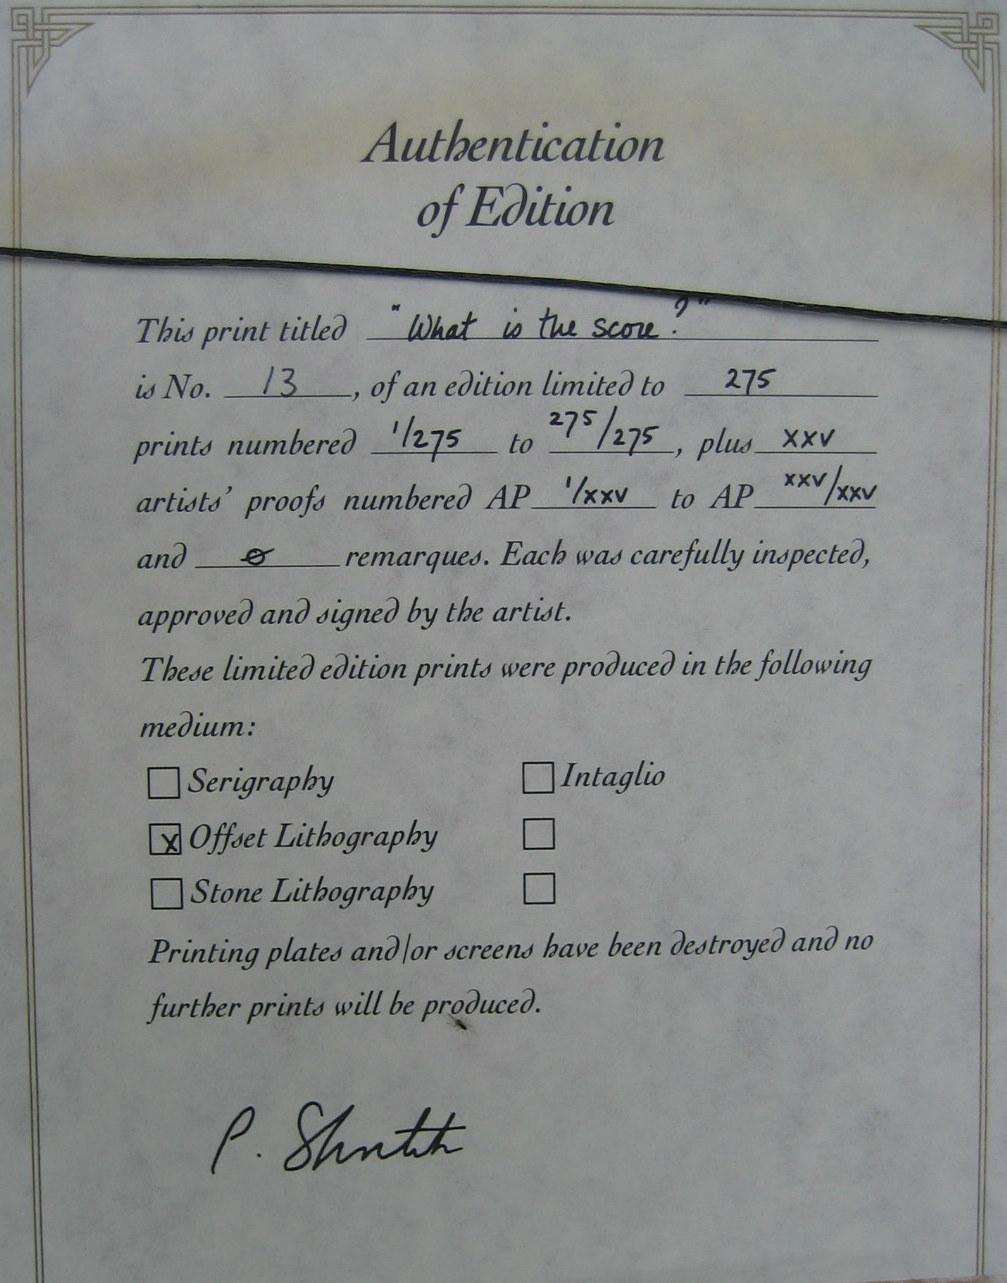 Authentication
of Edition
This print titled "What is the score?"
is No. 13, of an edition limited to 275
prints numbered 1/275 to 275/275, plus xxv
artists' proofs numbered AP 1/xxv to AP xxv/xxv
and ø remarques. Each was carefully inspected,
approved and signed by the artist.
These limited edition prints were produced in the following
medium:
Serigraphy Intaglio
x Offset Lithography
Stone Lithography
Printing plates and/or screens have been destroyed and no
further prints will be produced.
P.